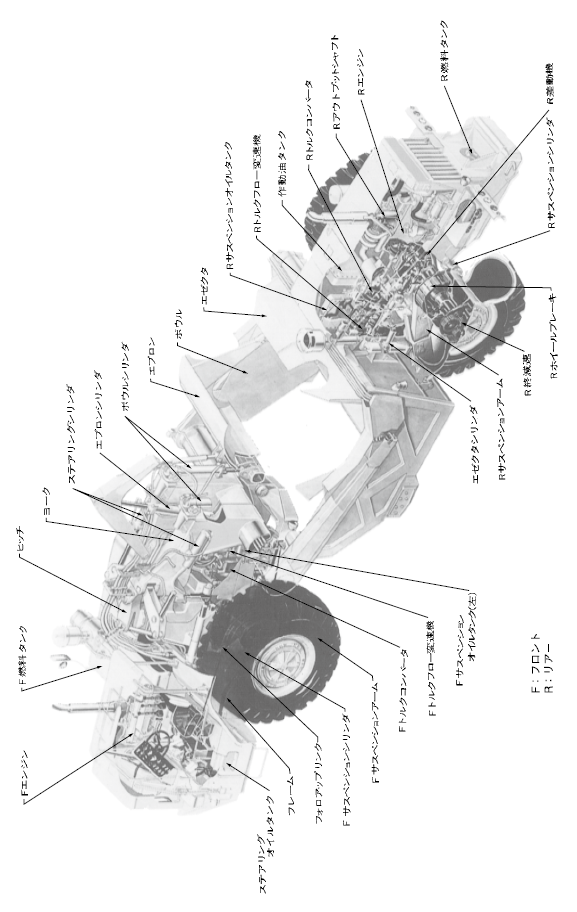 Fエンジン
F燃料タンク
ヒッチ
ヨーク
ステアリングシリンダ
エプロンシリンダ
ボウルシリンダ
エプロン
ボウル
エゼクタ
Rサスペンションオイルタンク
Rトルクフロー変速機
作動油タンク
Rトルクコンバータ
Rアウトプットシャフト
Rエンジン
R燃料タンク
R差動機
Rサスペンションシリンダ
Rホイールブレーキ
R終減速
Rサスペンションアーム
エゼクタシリンダ
Fサスペンション
オイルタンク(左)
Fトルクフロー変速機
Fトルクコンバータ
Fサスペンションアーム
Fサスペンションシリンダ
フォロアップリンク
フレーム
ステアリング
オイルタンク
F：フロント
R：リアー